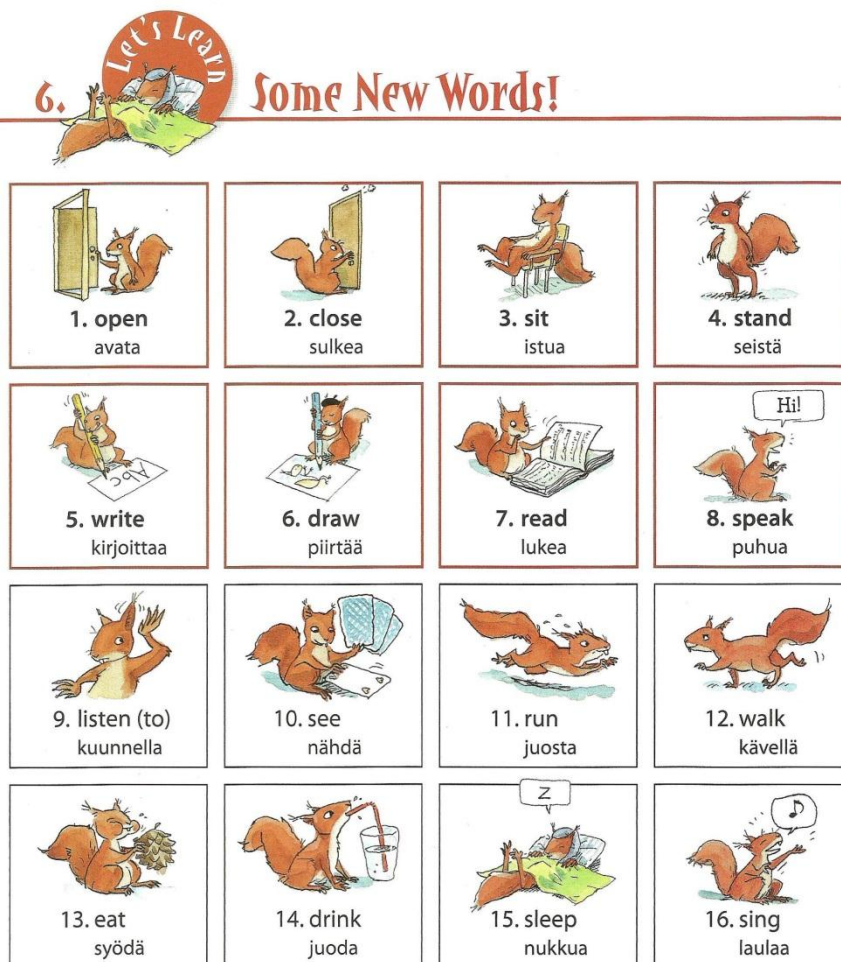 6.
Let's Learn
Some New Words!
1. open
avata
2. close
sulkea
3. sit
istua
4. stand
seistä
5. write
kirjoittaa
Abc
6. draw
piirtää
7. read
lukea
Hi!
8. speak
puhua
9. listen (to)
kuunnella
10. see
nähdä
11. run
juosta
12. walk
kävellä
13. eat
syödä
14. drink
juoda
Z
15. sleep
nukkua
16. sing
laulaa